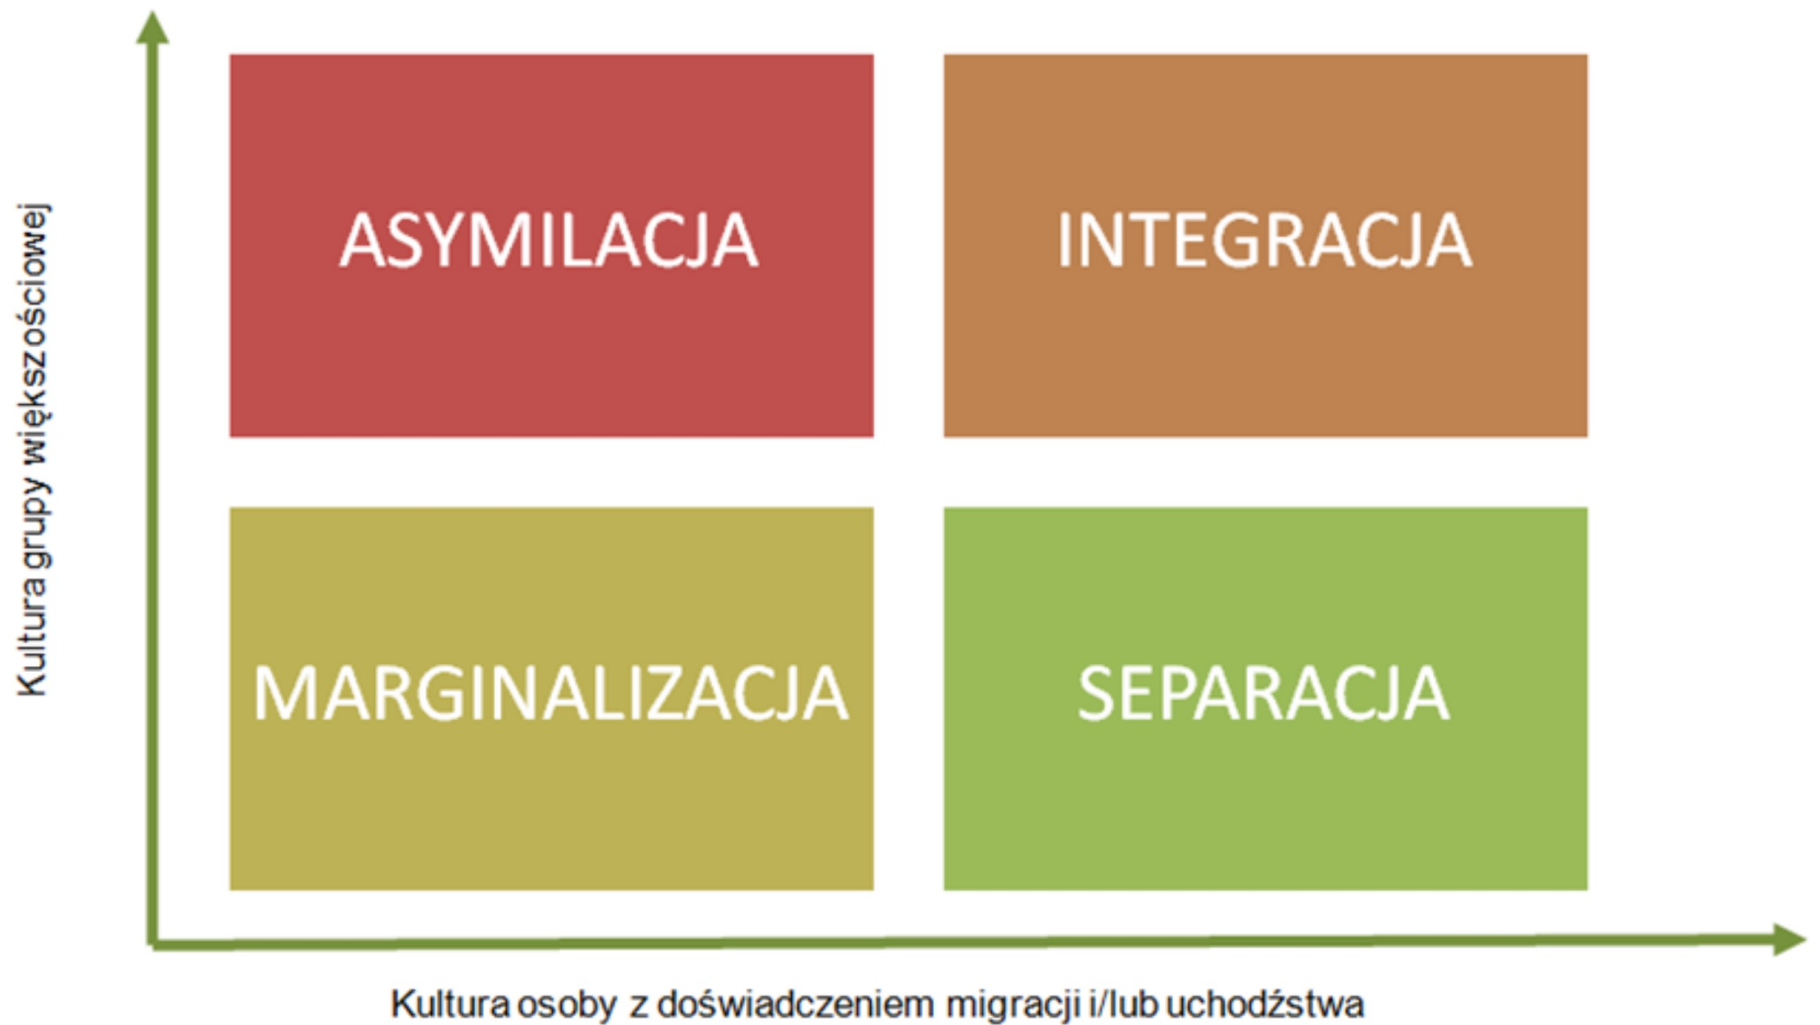 Kultura grupy większościowej
ASYMILACJA
INTEGRACJA
MARGINALIZACJA
SEPARACJA
Kultura osoby z doświadczeniem migracji i/lub uchodźstwa